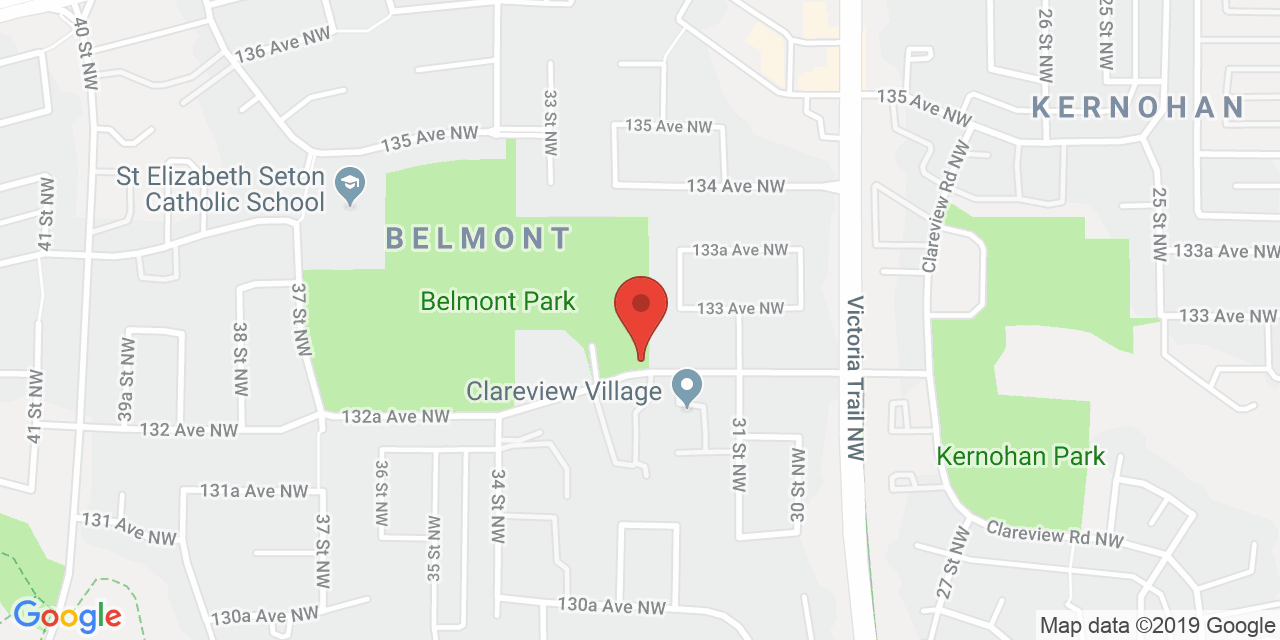 40 St NW
136 Ave NW
33 St NW
135 Ave NW
135 Ave NW
135 Ave NW
26 St NW
25 St NW
KERNOHAN
St Elizabeth Seton
Catholic School
134 Ave NW
Clareview Rd NW
25 St NW
41 St NW
BELMONT
133a Ave NW
133a Ave NW
37 St NW
Belmont Park
133 Ave NW
133 Ave NW
38 St NW
39a St NW
41 St NW
Victoria Trail NW
Clareview Village
132a Ave NW
132 Ave NW
31 St NW
30 St NW
Kernohan Park
36 St NW
34 St NW
35 St NW
131a Ave NW
131 Ave NW
37 St NW
Clareview Rd NW
27 St NW
130a Ave NW
130a Ave NW
Google
Map data ©2019 Google